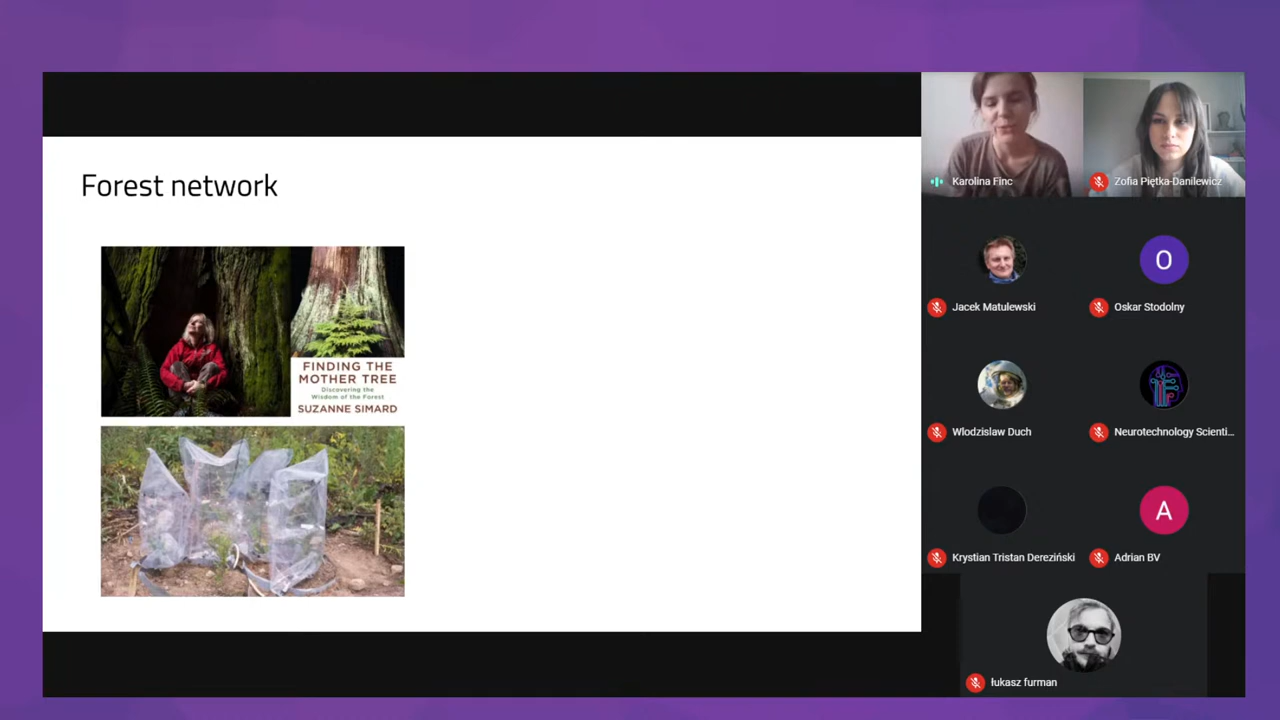 Forest network
FINDING THE
MOTHER TREE
Discovering the
Wisdom of the Forest
SUZANNE SIMARD
Karolina Finc
Zofia Piętka-Danilewicz
Jacek Matulewski
O
Oskar Stodolny
Wlodzislaw Duch
Neurotechnology Scienti...
Krystian Tristan Dereziński
A
Adrian BV
łukasz furman